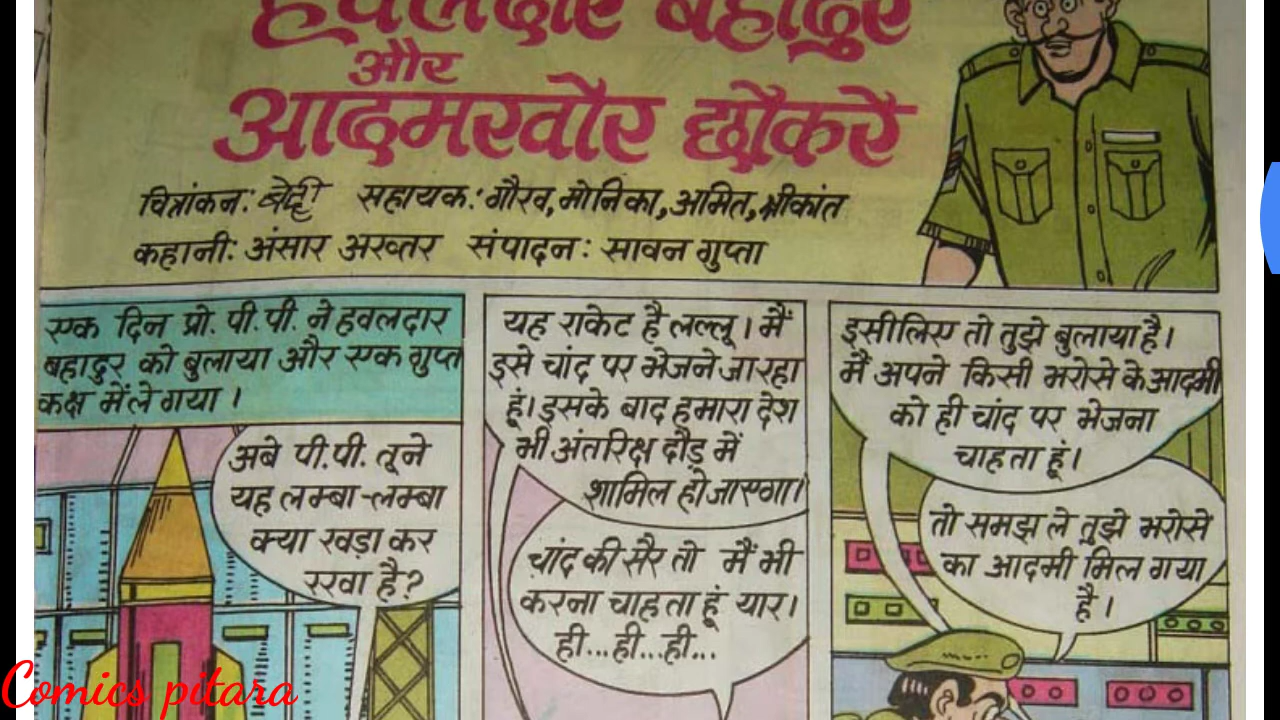 हवलदार बहादुर
और
आदमखोर छोकरे
चित्रांकन: बेदी सहायक: गौरव, मोनिका, अमित, श्रीकांत
कहानी: अंसार अख्तर संपादन: सावन गुप्ता
एक दिन प्रो. पी. पी. ने हवलदार
बहादुर को बुलाया और एक गुप्त
कक्ष में ले गया।
अबे पी.पी. तूने
यह लम्बा-लम्बा
क्या खड़ा कर
रखा है?
यह राकेट है लल्लू। मैं
इसे चांद पर भेजने जा रहा
हूं। इसके बाद हमारा देश
भी अंतरिक्ष दौड़ में
शामिल हो जाएगा।
चांद की सैर तो मैं भी
करना चाहता हूं यार।
ही...ही...ही...
इसीलिए तो तुझे बुलाया है।
मैं अपने किसी भरोसे के आदमी
को ही चांद पर भेजना
चाहता हूं।
तो समझ ले तुझे भरोसे
का आदमी मिल गया
है।
Comics pitara